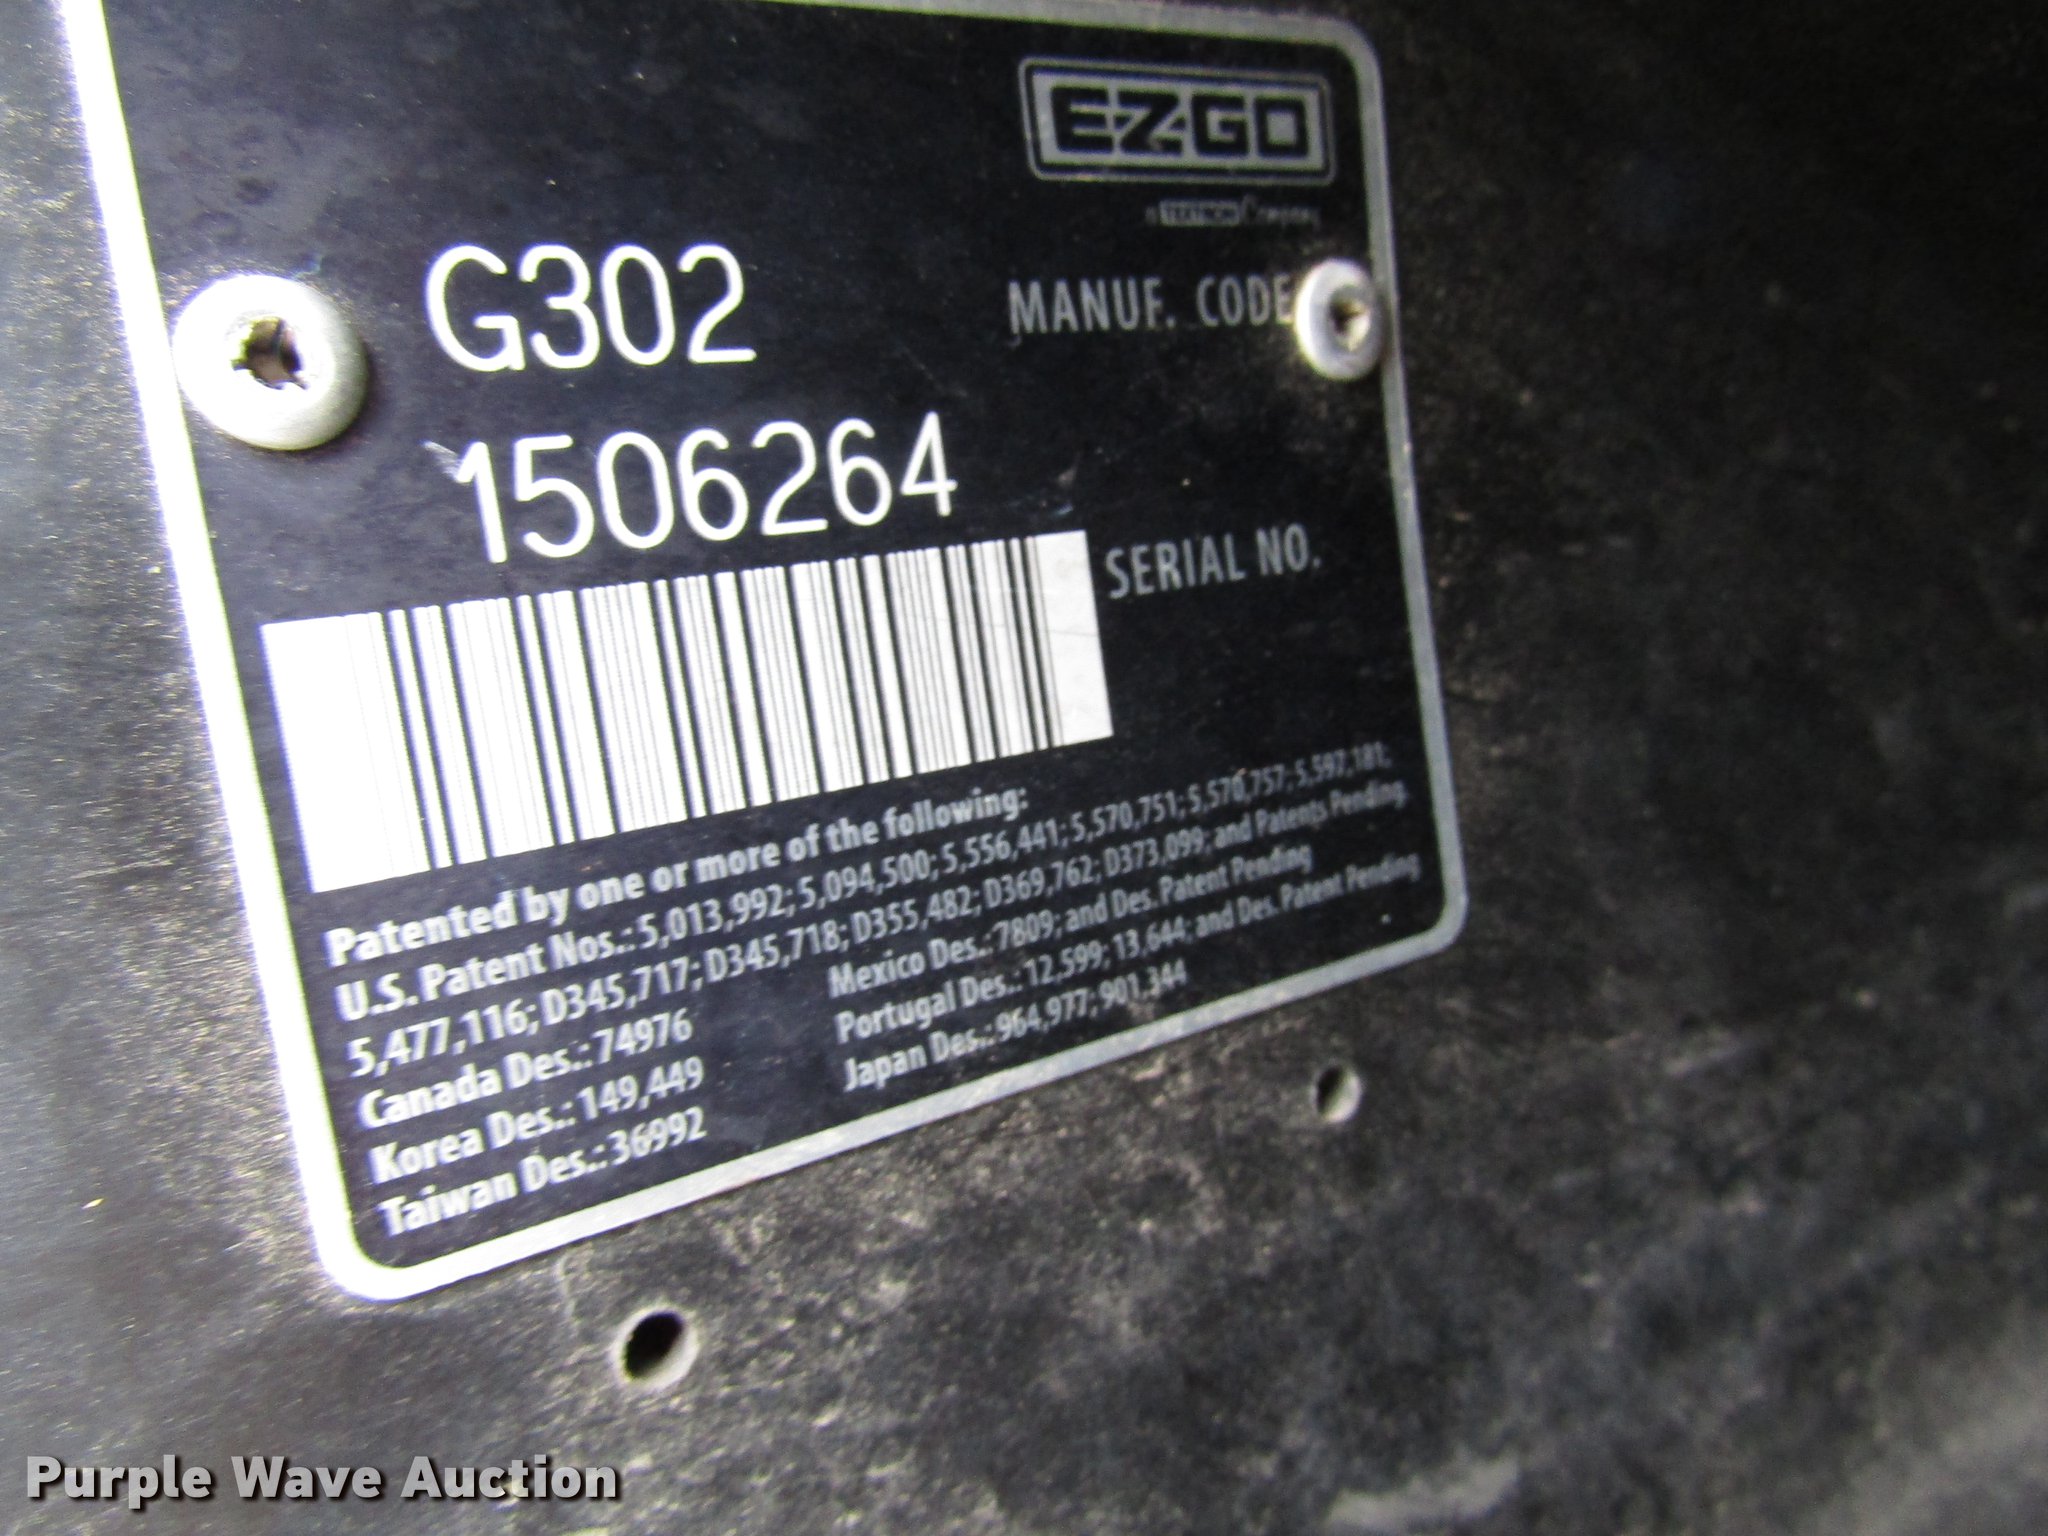 EZGO
A TEXTRON Company
G302
MANUF. CODE
1506264
SERIAL NO.
Patented by one or more of the following:
U.S. Patent Nos.: 5,013,992; 5,094,500; 5,556,441; 5,570,751; 5,570,757; 5,597,181;
5,477,116; D345,717; D345,718; D355,482; D369,762; D373,099; and Patents Pending.
Canada Des.: 74976
Korea Des.: 149,449
Taiwan Des.: 36992
Mexico Des.: 7809; and Des. Patent Pending
Portugal Des.: 12,599; 13,644; and Des. Patent Pending
Japan Des.: 964,977; 901,344
Purple Wave Auction